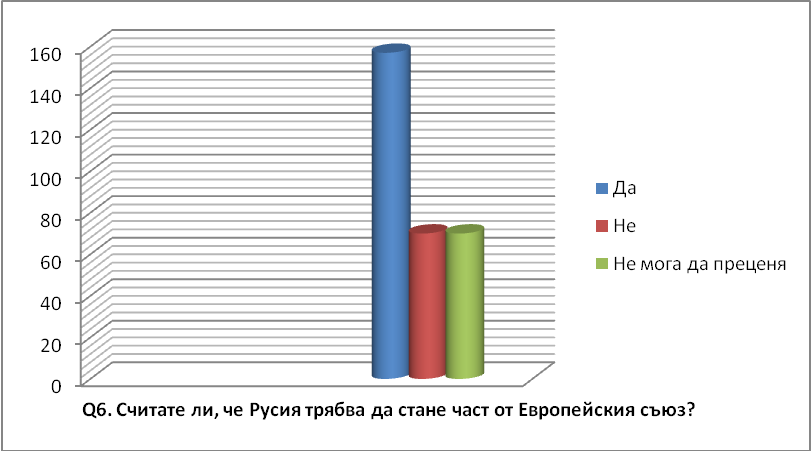 160
140
120
100
80
60
40
20
0
Да
Не
Не мога да преценя
Q6. Считате ли, че Русия трябва да стане част от Европейския съюз?